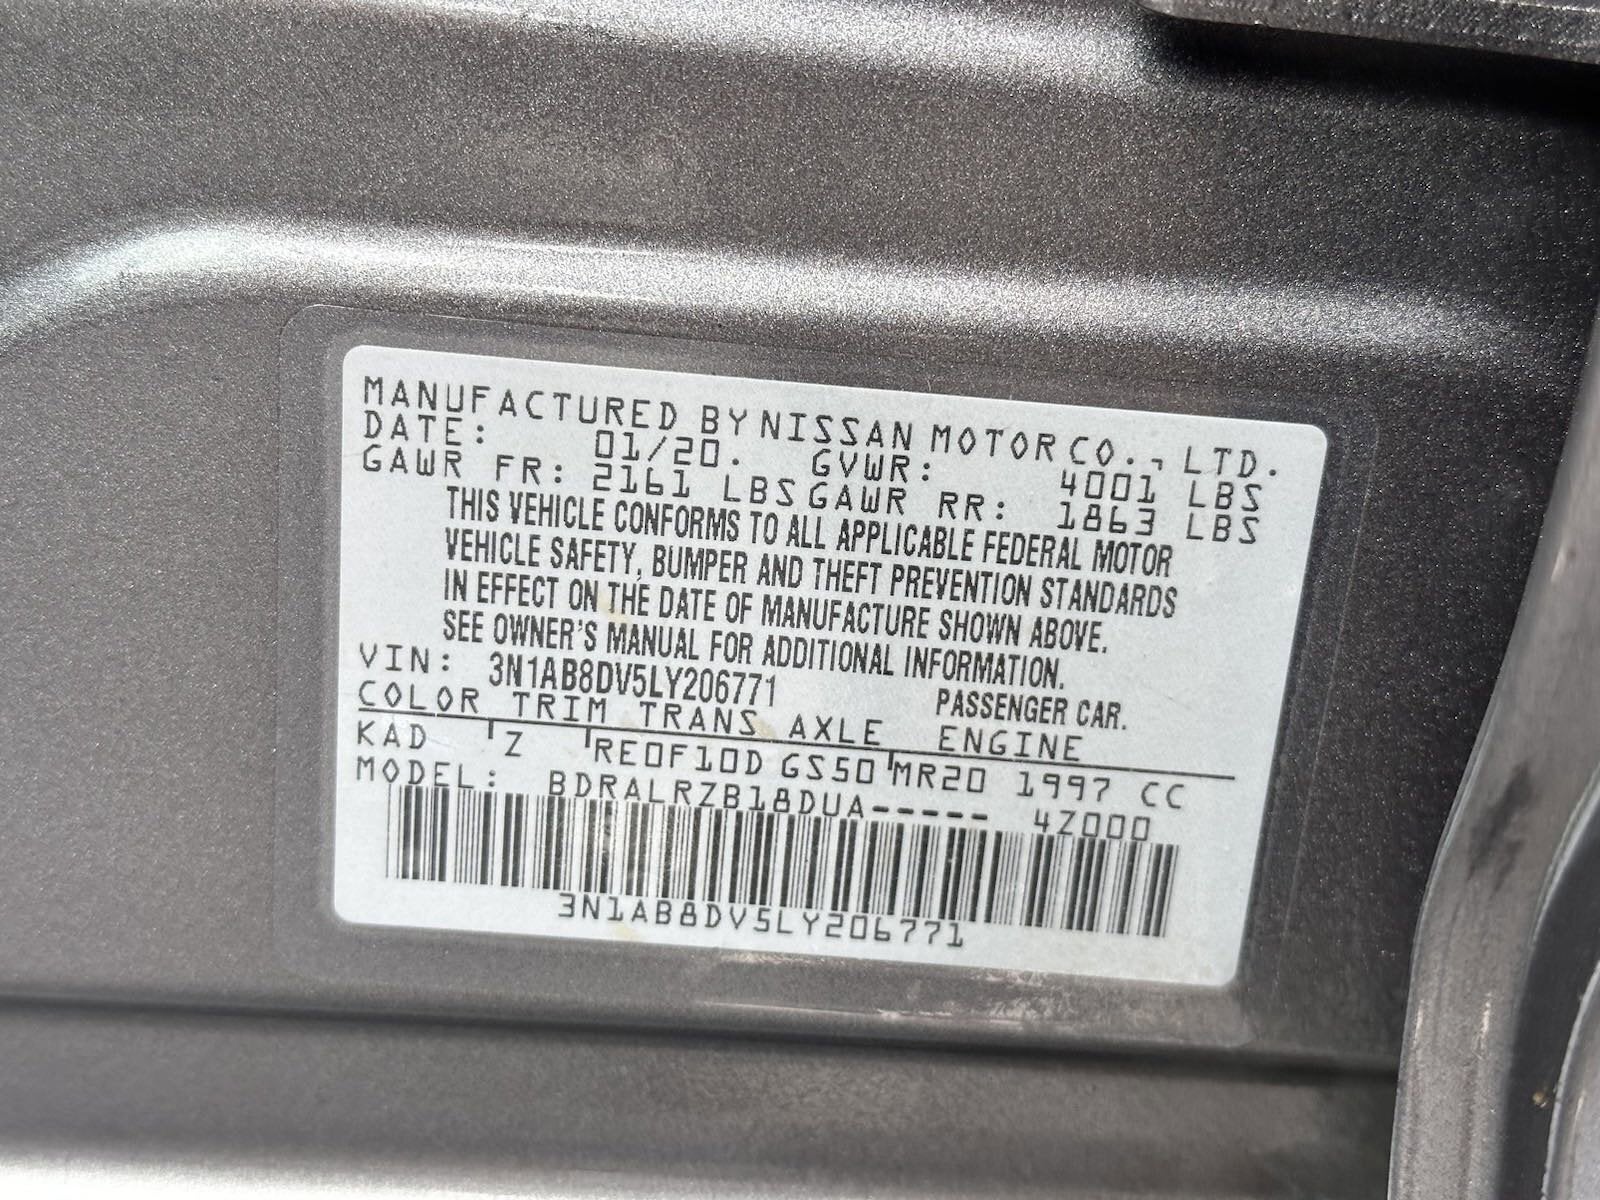 MANUFACTURED BY NISSAN MOTOR CO., LTD.
DATE: 01/20. GVWR: 4001 LBS
GAWR FR: 2161 LBS GAWR RR: 1863 LBS
THIS VEHICLE CONFORMS TO ALL APPLICABLE FEDERAL MOTOR
VEHICLE SAFETY, BUMPER AND THEFT PREVENTION STANDARDS
IN EFFECT ON THE DATE OF MANUFACTURE SHOWN ABOVE.
SEE OWNER'S MANUAL FOR ADDITIONAL INFORMATION.
VIN: 3N1AB8DV5LY206771 PASSENGER CAR.
COLOR TRIM TRANS AXLE ENGINE
KAD Z RE0F10D GS50 MR20 1997 CC
MODEL: BDRALRZB18DUA----- 4Z000
3N1AB8DV5LY206771